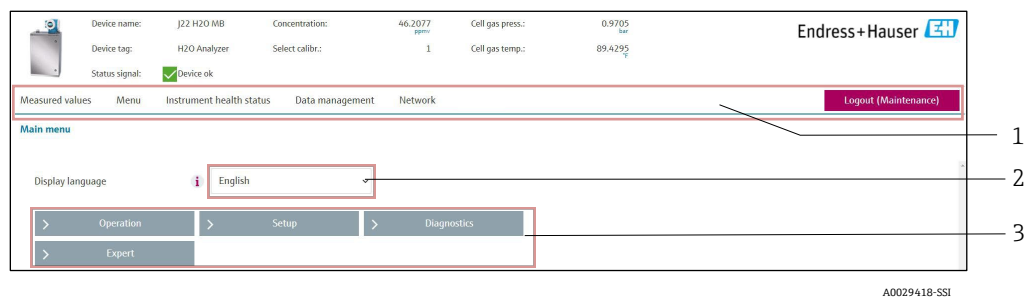 Device name: J22 H2O MB Concentration: 46.2077 ppmv Cell gas press.: 0.9705 bar
Endress+Hauser EH
Device tag: H2O Analyzer Select calibr.: 1 Cell gas temp.: 89.4295 °F
Status signal: Device ok
Measured values Menu Instrument health status Data management Network Logout (Maintenance)
1
Main menu
Display language i English 2
> Operation > Setup > Diagnostics
3
> Expert
A0029418-SSI